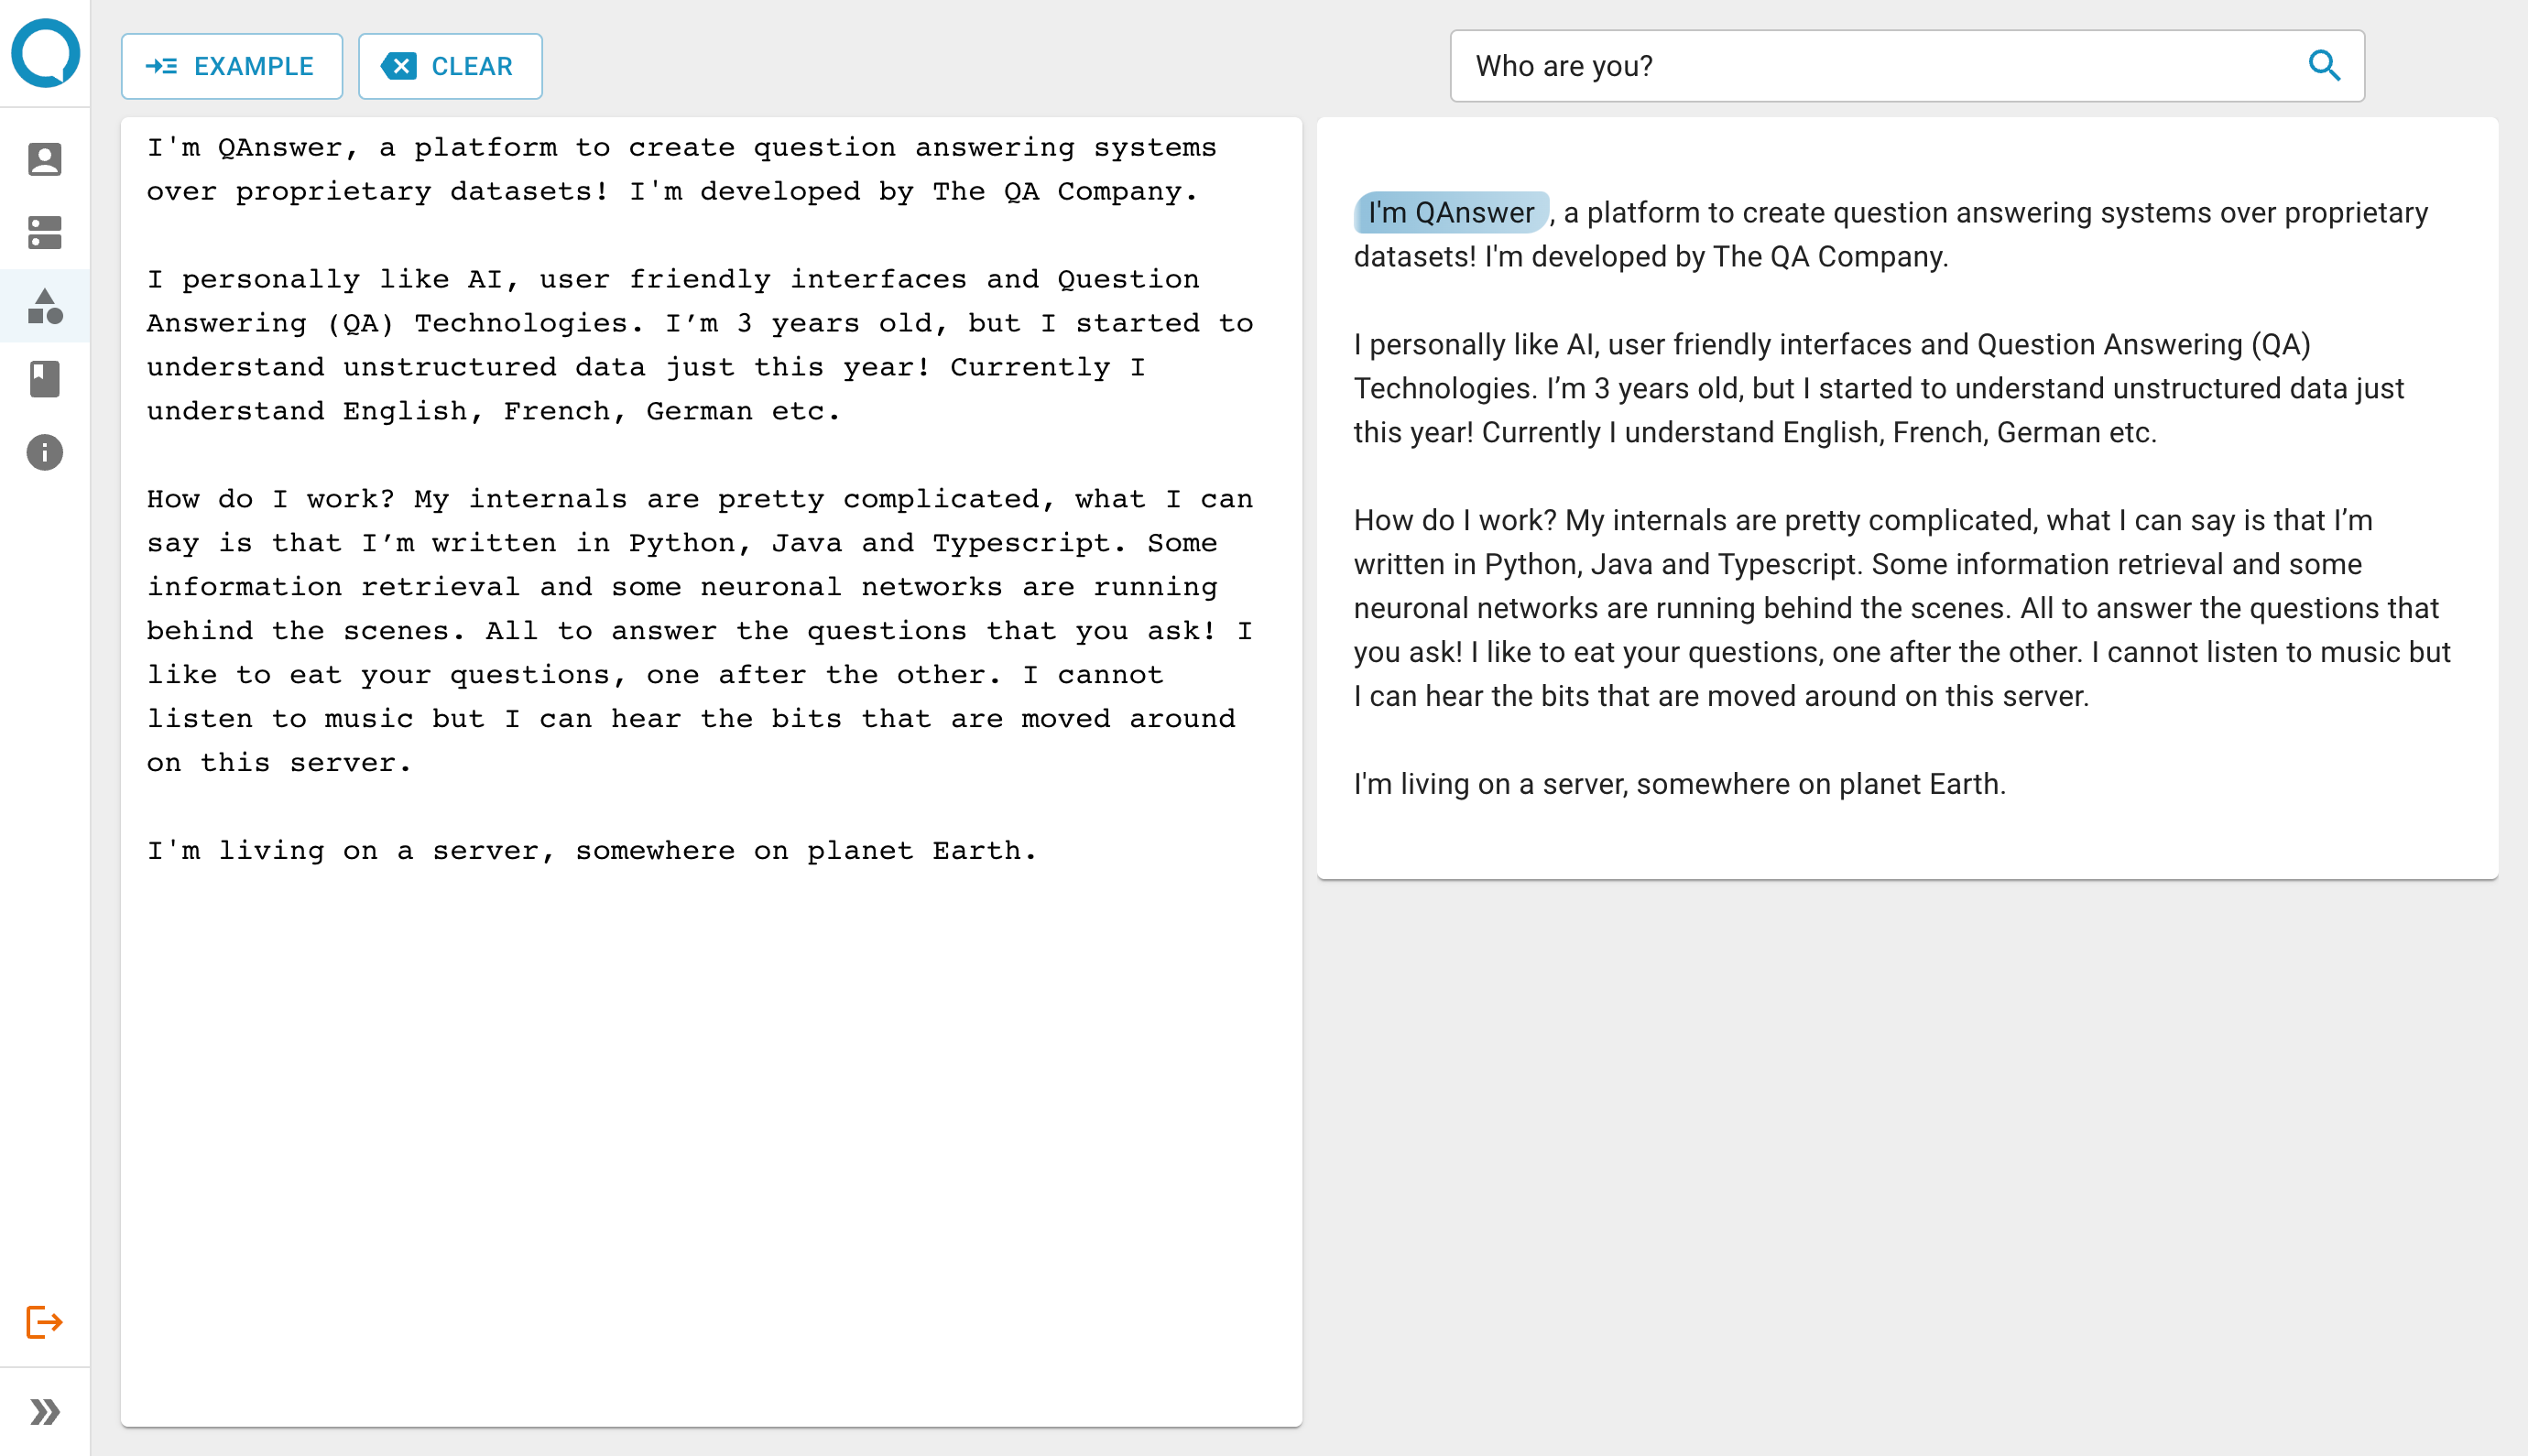 EXAMPLE
CLEAR
Who are you?
I'm QAnswer, a platform to create question answering systems
over proprietary datasets! I'm developed by The QA Company.
I personally like AI, user friendly interfaces and Question
Answering (QA) Technologies. I’m 3 years old, but I started to
understand unstructured data just this year! Currently I
understand English, French, German etc.
How do I work? My internals are pretty complicated, what I can
say is that I’m written in Python, Java and Typescript. Some
information retrieval and some neuronal networks are running
behind the scenes. All to answer the questions that you ask! I
like to eat your questions, one after the other. I cannot
listen to music but I can hear the bits that are moved around
on this server.
I'm living on a server, somewhere on planet Earth.
I'm QAnswer , a platform to create question answering systems over proprietary
datasets! I'm developed by The QA Company.
I personally like AI, user friendly interfaces and Question Answering (QA)
Technologies. I’m 3 years old, but I started to understand unstructured data just
this year! Currently I understand English, French, German etc.
How do I work? My internals are pretty complicated, what I can say is that I’m
written in Python, Java and Typescript. Some information retrieval and some
neuronal networks are running behind the scenes. All to answer the questions that
you ask! I like to eat your questions, one after the other. I cannot listen to music but
I can hear the bits that are moved around on this server.
I'm living on a server, somewhere on planet Earth.